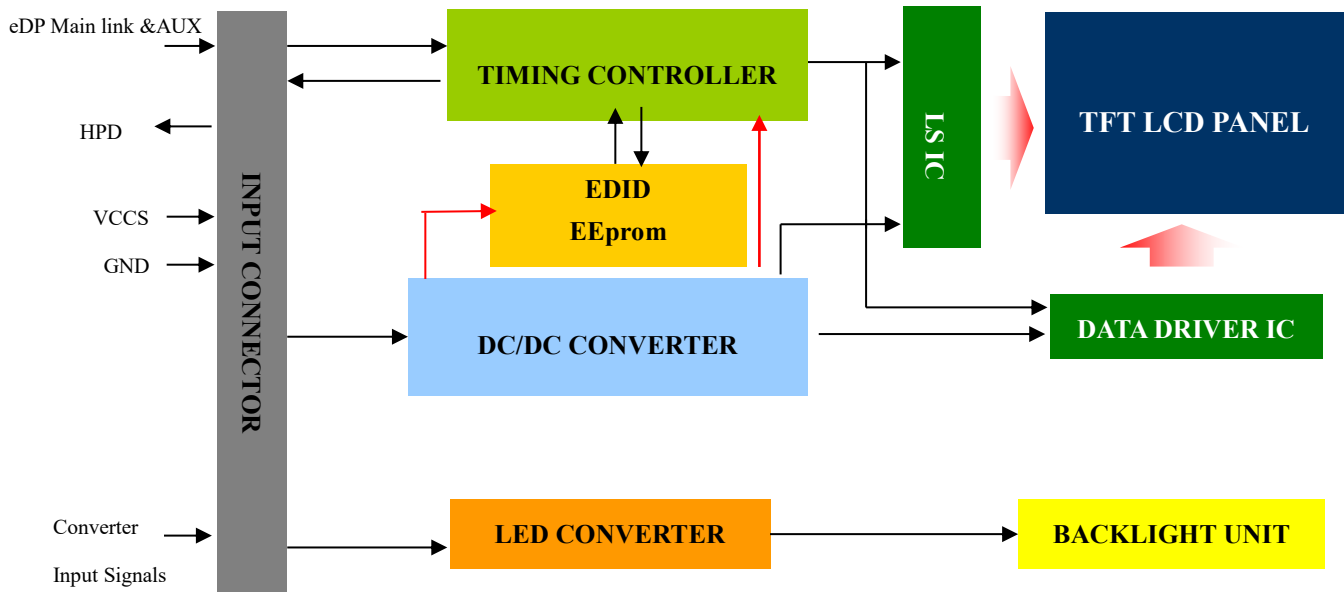 eDP Main link &AUX
HPD
VCCS
GND
Converter
Input Signals
INPUT CONNECTOR
TIMING CONTROLLER
EDID
EEprom
DC/DC CONVERTER
LED CONVERTER
LS IC
TFT LCD PANEL
DATA DRIVER IC
BACKLIGHT UNIT